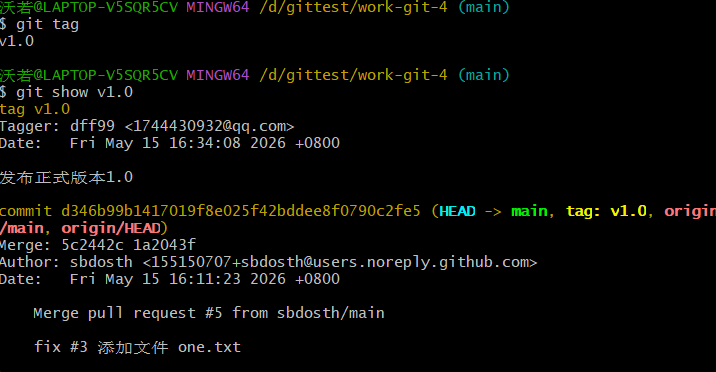 沃若@LAPTOP-V5SQR5CV MINGW64 /d/gittest/work-git-4 (main)
$ git tag
v1.0
沃若@LAPTOP-V5SQR5CV MINGW64 /d/gittest/work-git-4 (main)
$ git show v1.0
tag v1.0
Tagger: dff99 <1744430932@qq.com>
Date:   Fri May 15 16:34:08 2026 +0800
发布正式版本1.0
commit d346b99b1417019f8e025f42bddee8f0790c2fe5 (HEAD -> main, tag: v1.0, origin
/main, origin/HEAD)
Merge: 5c2442c 1a2043f
Author: sbdosth <155150707+sbdosth@users.noreply.github.com>
Date:   Fri May 15 16:11:23 2026 +0800
    Merge pull request #5 from sbdosth/main
    fix #3 添加文件 one.txt